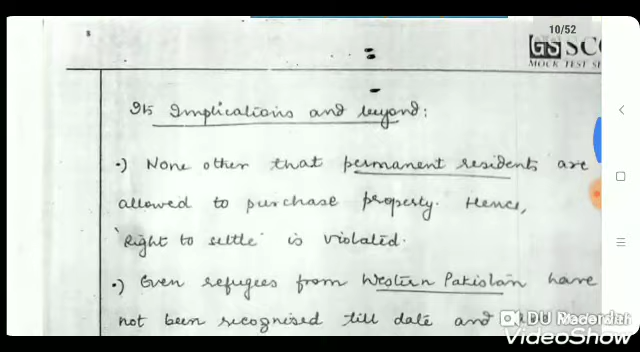 10/52
GS SCO
MOCK TEST SE
Its Implications and beyond:
•) None other that permanent residents are
allowed to purchase property. Hence,
'Right to settle' is violated.
•) Even refugees from Western Pakistan have
not been recognised till date and
DU Recorder
Made with
VideoShow